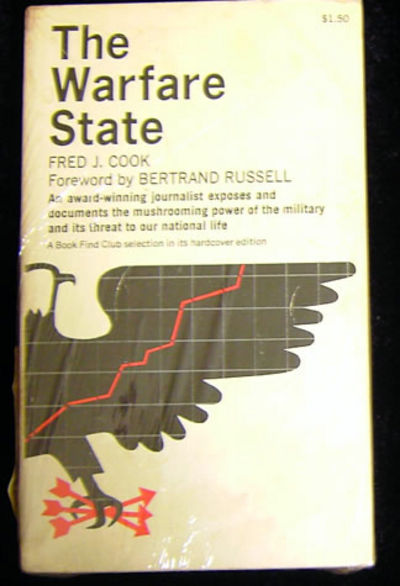 $1.50
The
Warfare
State
FRED J. COOK
Foreword by BERTRAND RUSSELL
An award-winning journalist exposes and
documents the mushrooming power of the military
and its threat to our national life
A Book Find Club selection in its hardcover edition